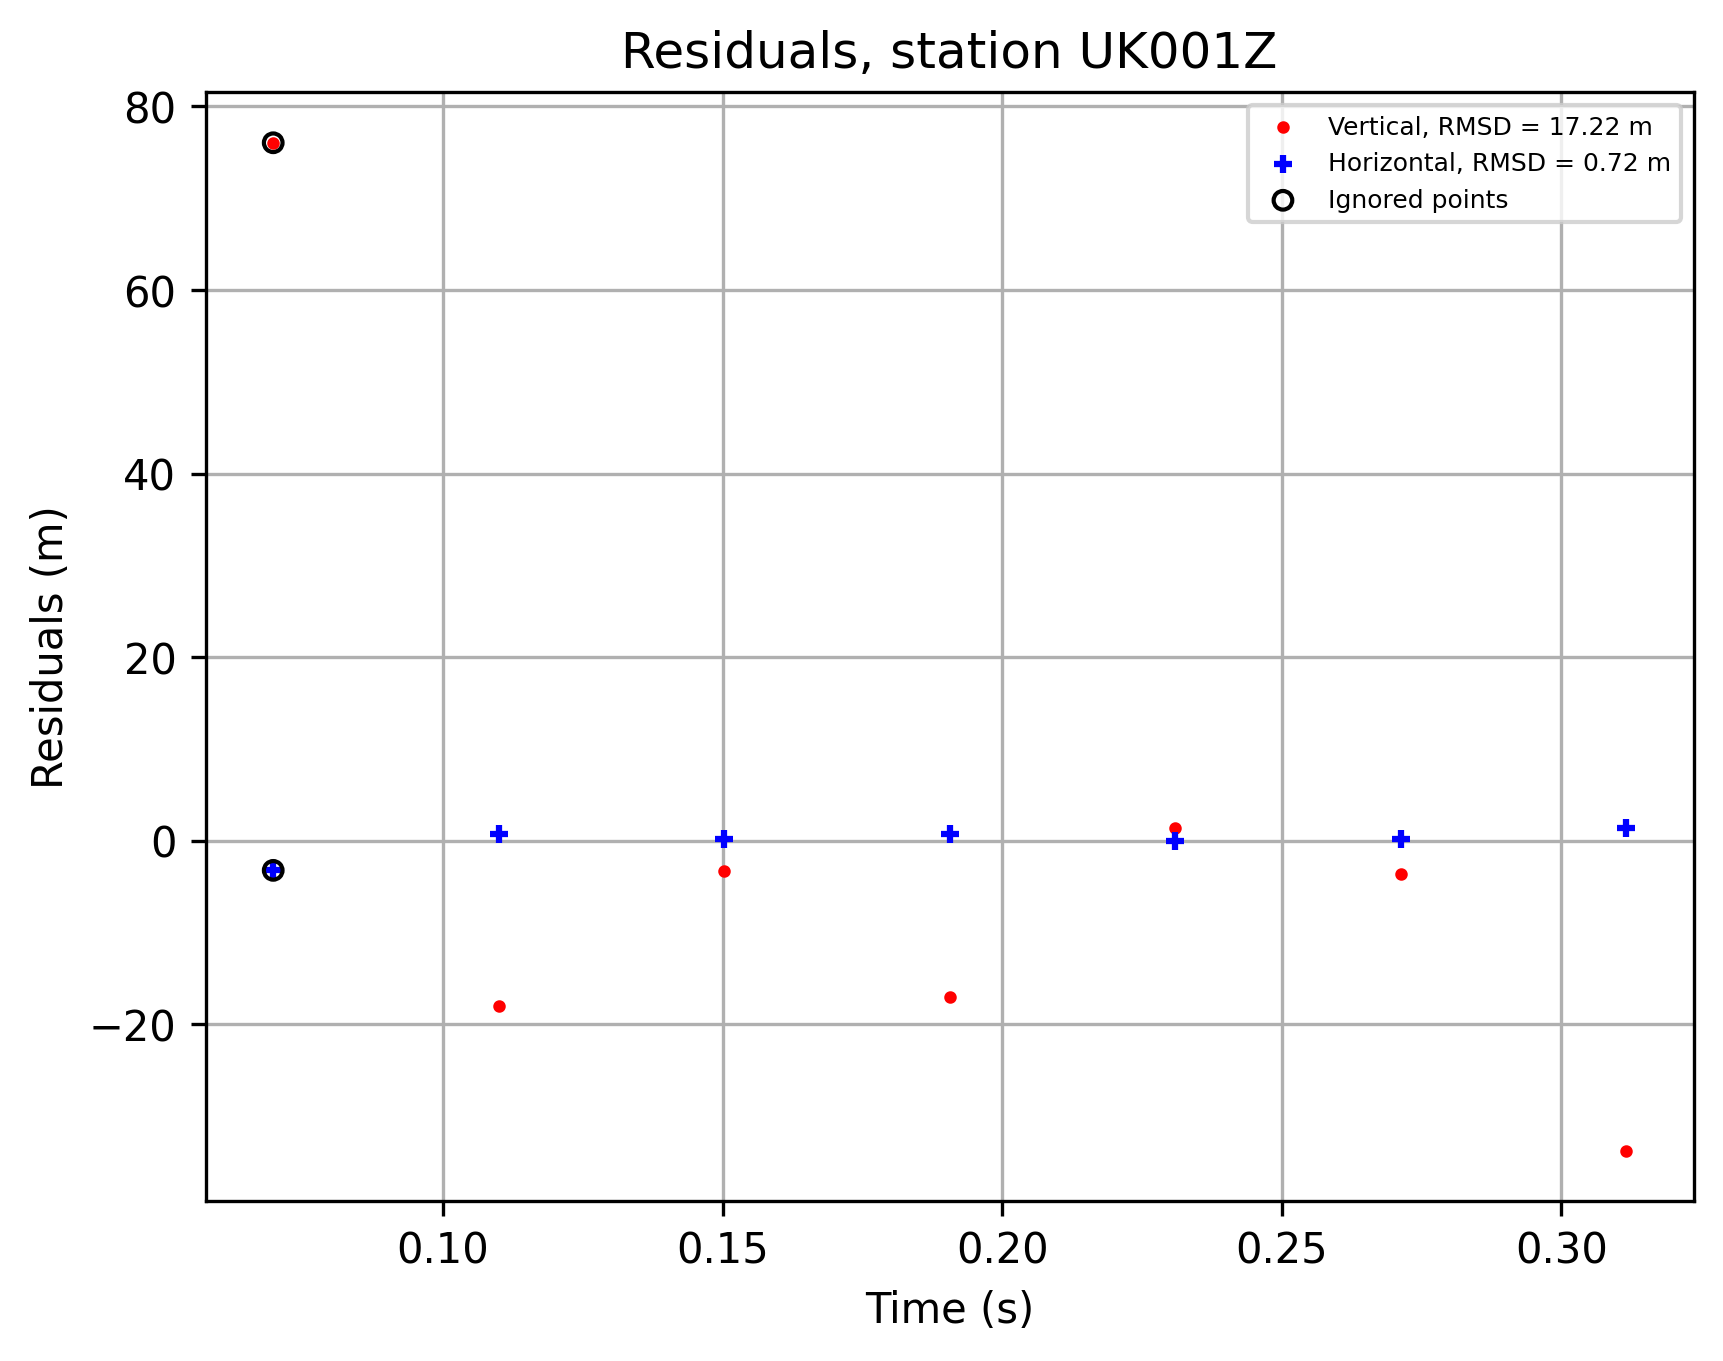 Residuals, station UK001Z
Vertical, RMSD = 17.22 m
Horizontal, RMSD = 0.72 m
Ignored points
80
60
40
20
0
−20
Residuals (m)
0.10 0.15 0.20 0.25 0.30
Time (s)